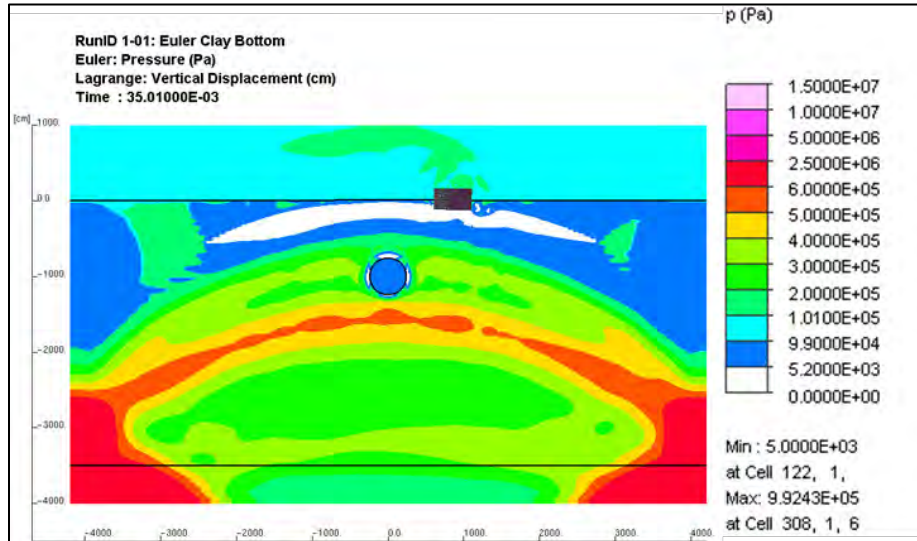 p (Pa)
RunID 1-01: Euler Clay Bottom
Euler: Pressure (Pa)
Lagrange: Vertical Displacement (cm)
Time : 35.01000E-03
[cm]
1000.
0.0
-1000.
-2000.
-3000.
-4000.
-4000. -3000. -2000. -1000. 0.0 1000. 2000. 3000. 4000.
1.5000E+07
1.0000E+07
5.0000E+06
2.5000E+06
6.0000E+05
5.0000E+05
4.0000E+05
3.0000E+05
2.0000E+05
1.0100E+05
9.9000E+04
5.2000E+03
0.0000E+00
Min : 5.0000E+03
at Cell 122, 1,
Max: 9.9243E+05
at Cell 308, 1, 6